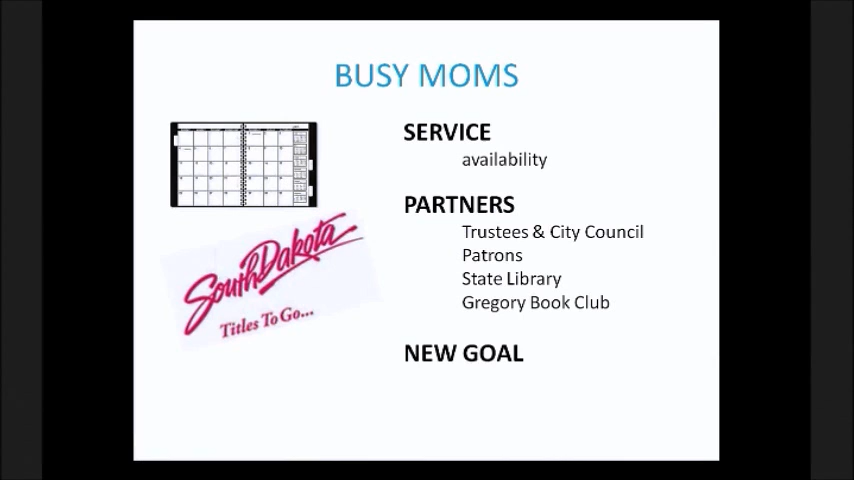 BUSY MOMS
SERVICE
availability
PARTNERS
Trustees & City Council
Patrons
State Library
Gregory Book Club
NEW GOAL
South Dakota
Titles To Go...